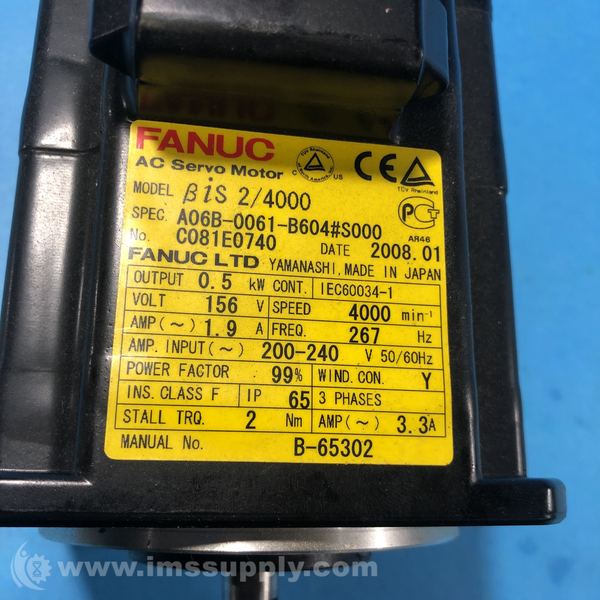 FANUC
AC Servo Motor
C US
TÜV Rheinland
MODEL βiS 2/4000
SPEC. A06B-0061-B604#S000
AR46
No. C081E0740 DATE 2008.01
FANUC LTD YAMANASHI, MADE IN JAPAN
OUTPUT 0.5 kW CONT. IEC60034-1
VOLT 156 V SPEED 4000 min⁻¹
AMP(~) 1.9 A FREQ. 267 Hz
AMP. INPUT(~) 200-240 V 50/60Hz
POWER FACTOR 99% WIND. CON. Y
INS. CLASS F IP 65 3 PHASES
STALL TRQ. 2 Nm AMP(~) 3.3A
MANUAL No. B-65302
www.imssupply.com